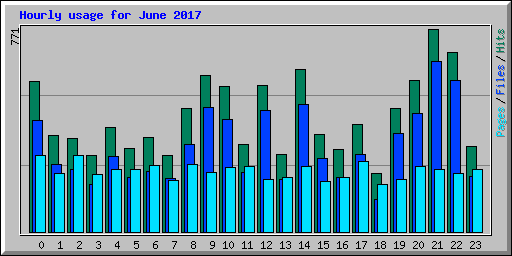 Hourly usage for June 2017
771
Pages / Files / Hits
0 1 2 3 4 5 6 7 8 9 10 11 12 13 14 15 16 17 18 19 20 21 22 23